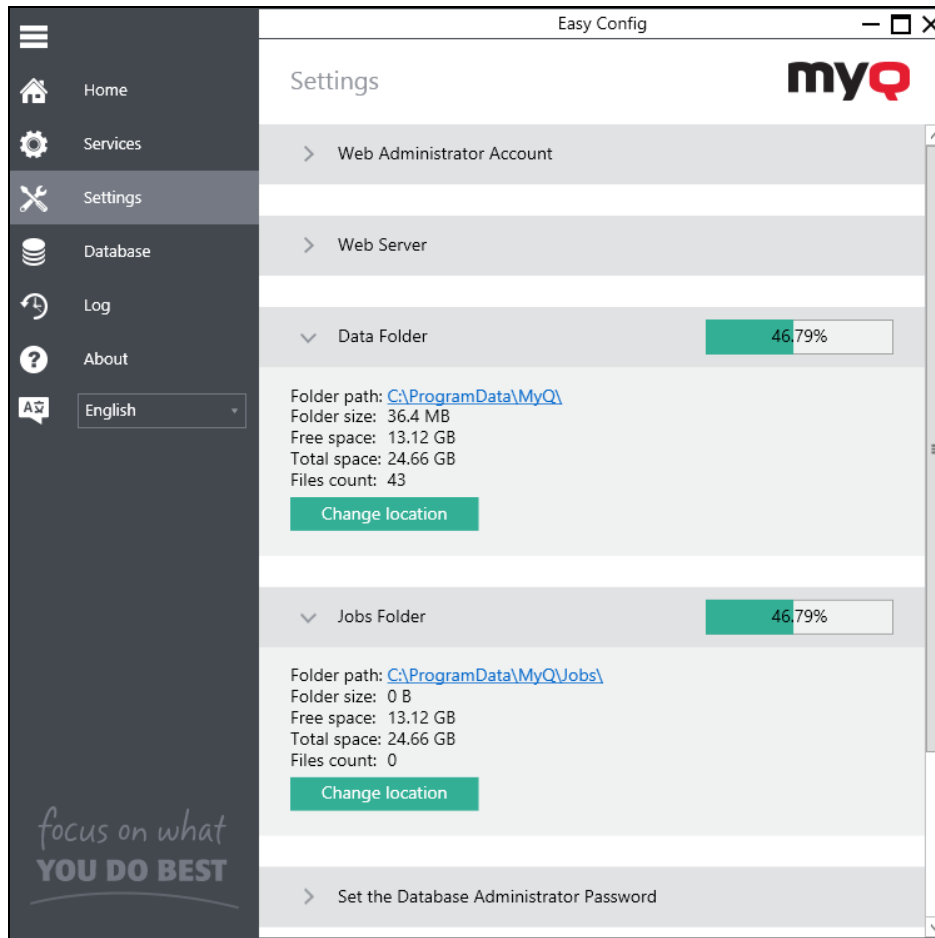 Easy Config
Home
Services
Settings
Database
Log
About
English
focus on what
YOU DO BEST
Settings
myQ
Web Administrator Account
Web Server
Data Folder
46.79%
Folder path: C:\ProgramData\MyQ\
Folder size: 36.4 MB
Free space: 13.12 GB
Total space: 24.66 GB
Files count: 43
Change location
Jobs Folder
46.79%
Folder path: C:\ProgramData\MyQ\Jobs\
Folder size: 0 B
Free space: 13.12 GB
Total space: 24.66 GB
Files count: 0
Change location
Set the Database Administrator Password